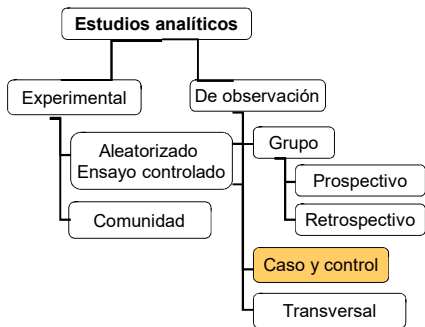 Estudios analíticos
Experimental
De observación
Aleatorizado
Ensayo controlado
Grupo
Prospectivo
Comunidad
Retrospectivo
Caso y control
Transversal